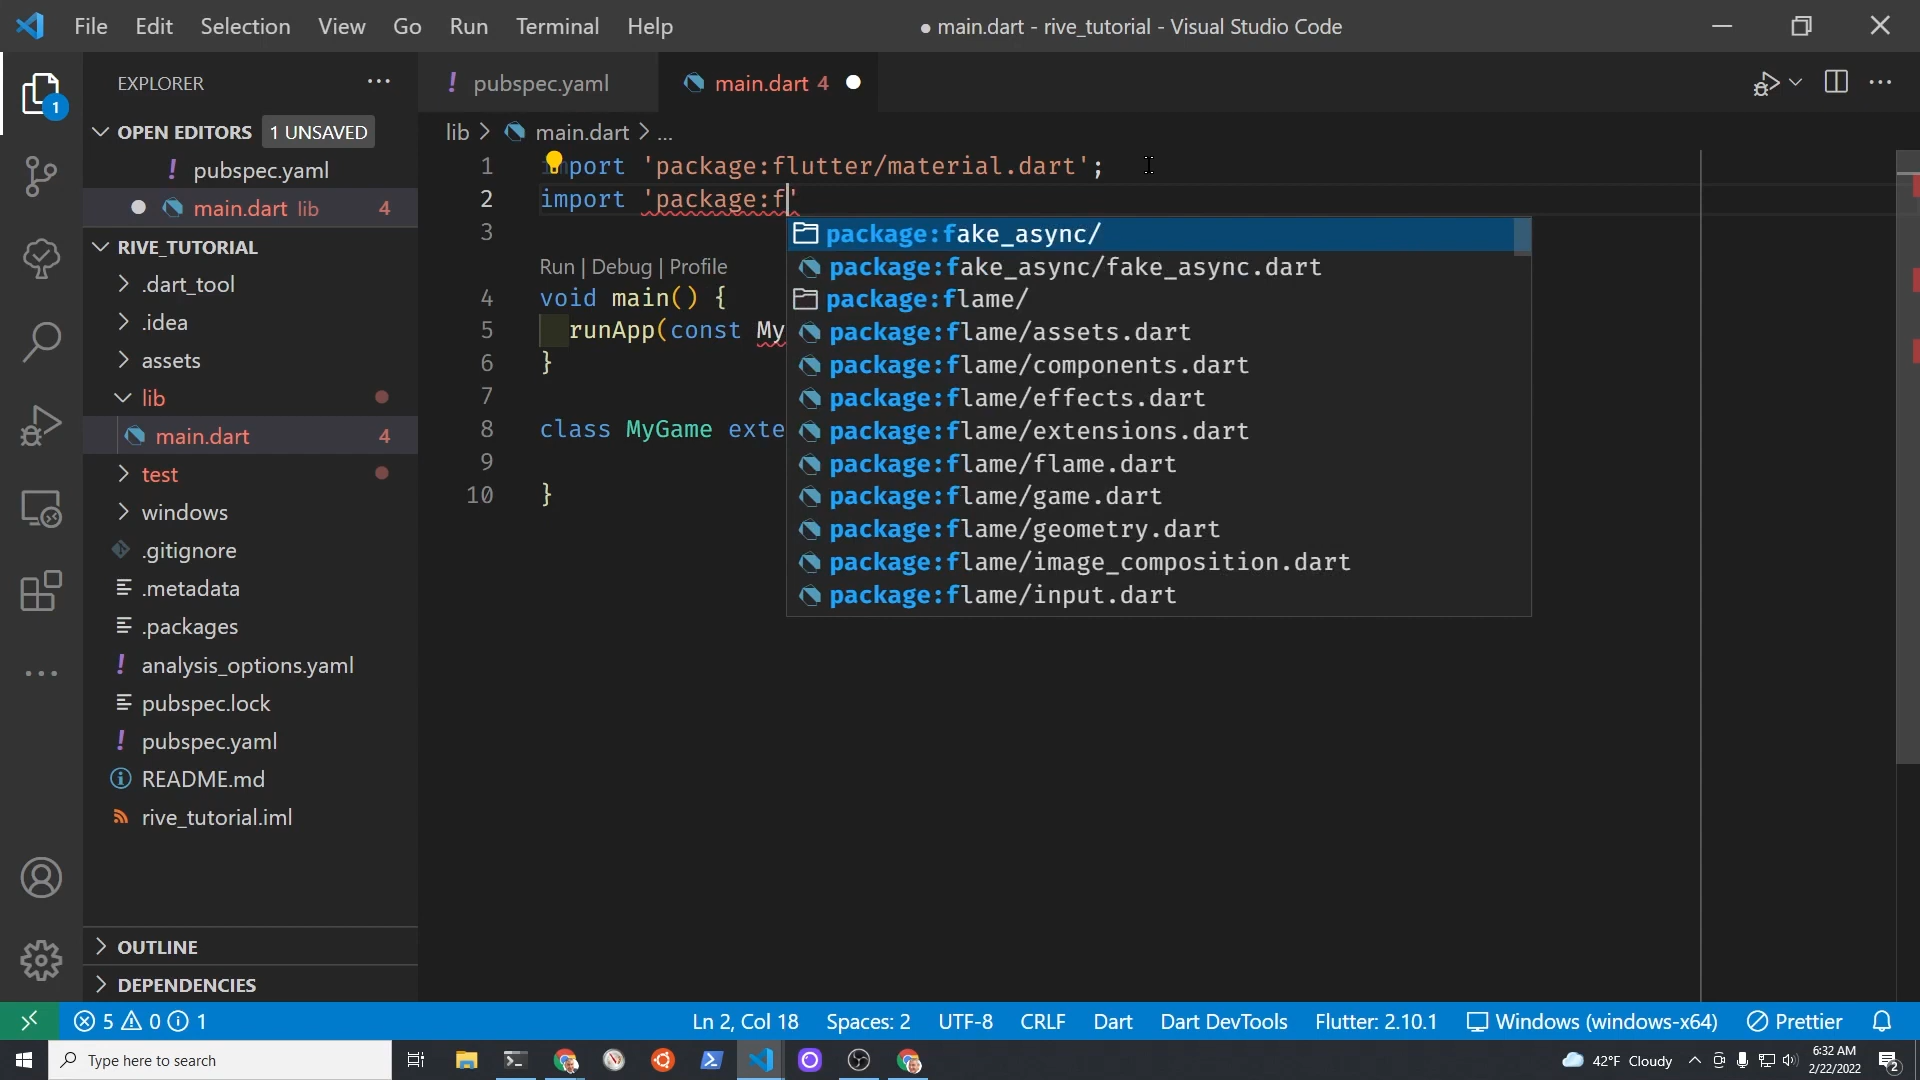 File Edit Selection View Go Run Terminal Help
● main.dart - rive_tutorial - Visual Studio Code
EXPLORER
OPEN EDITORS 1 UNSAVED
! pubspec.yaml
main.dart lib 4
RIVE_TUTORIAL
.dart_tool
.idea
assets
lib
main.dart 4
test
windows
.gitignore
.metadata
.packages
! analysis_options.yaml
pubspec.lock
! pubspec.yaml
README.md
rive_tutorial.iml
OUTLINE
DEPENDENCIES
1
! pubspec.yaml
main.dart 4
lib > main.dart > ...
1 import 'package:flutter/material.dart';
2 import 'package:f'
3
Run | Debug | Profile
4 void main() {
5 runApp(const My
6 }
7
8 class MyGame exte
9
10 }
package:fake_async/
package:fake_async/fake_async.dart
package:flame/
package:flame/assets.dart
package:flame/components.dart
package:flame/effects.dart
package:flame/extensions.dart
package:flame/flame.dart
package:flame/game.dart
package:flame/geometry.dart
package:flame/image_composition.dart
package:flame/input.dart
5 0 1
Ln 2, Col 18 Spaces: 2 UTF-8 CRLF Dart Dart DevTools Flutter: 2.10.1 Windows (windows-x64) Prettier
Type here to search
42°F Cloudy
6:32 AM
2/22/2022
2